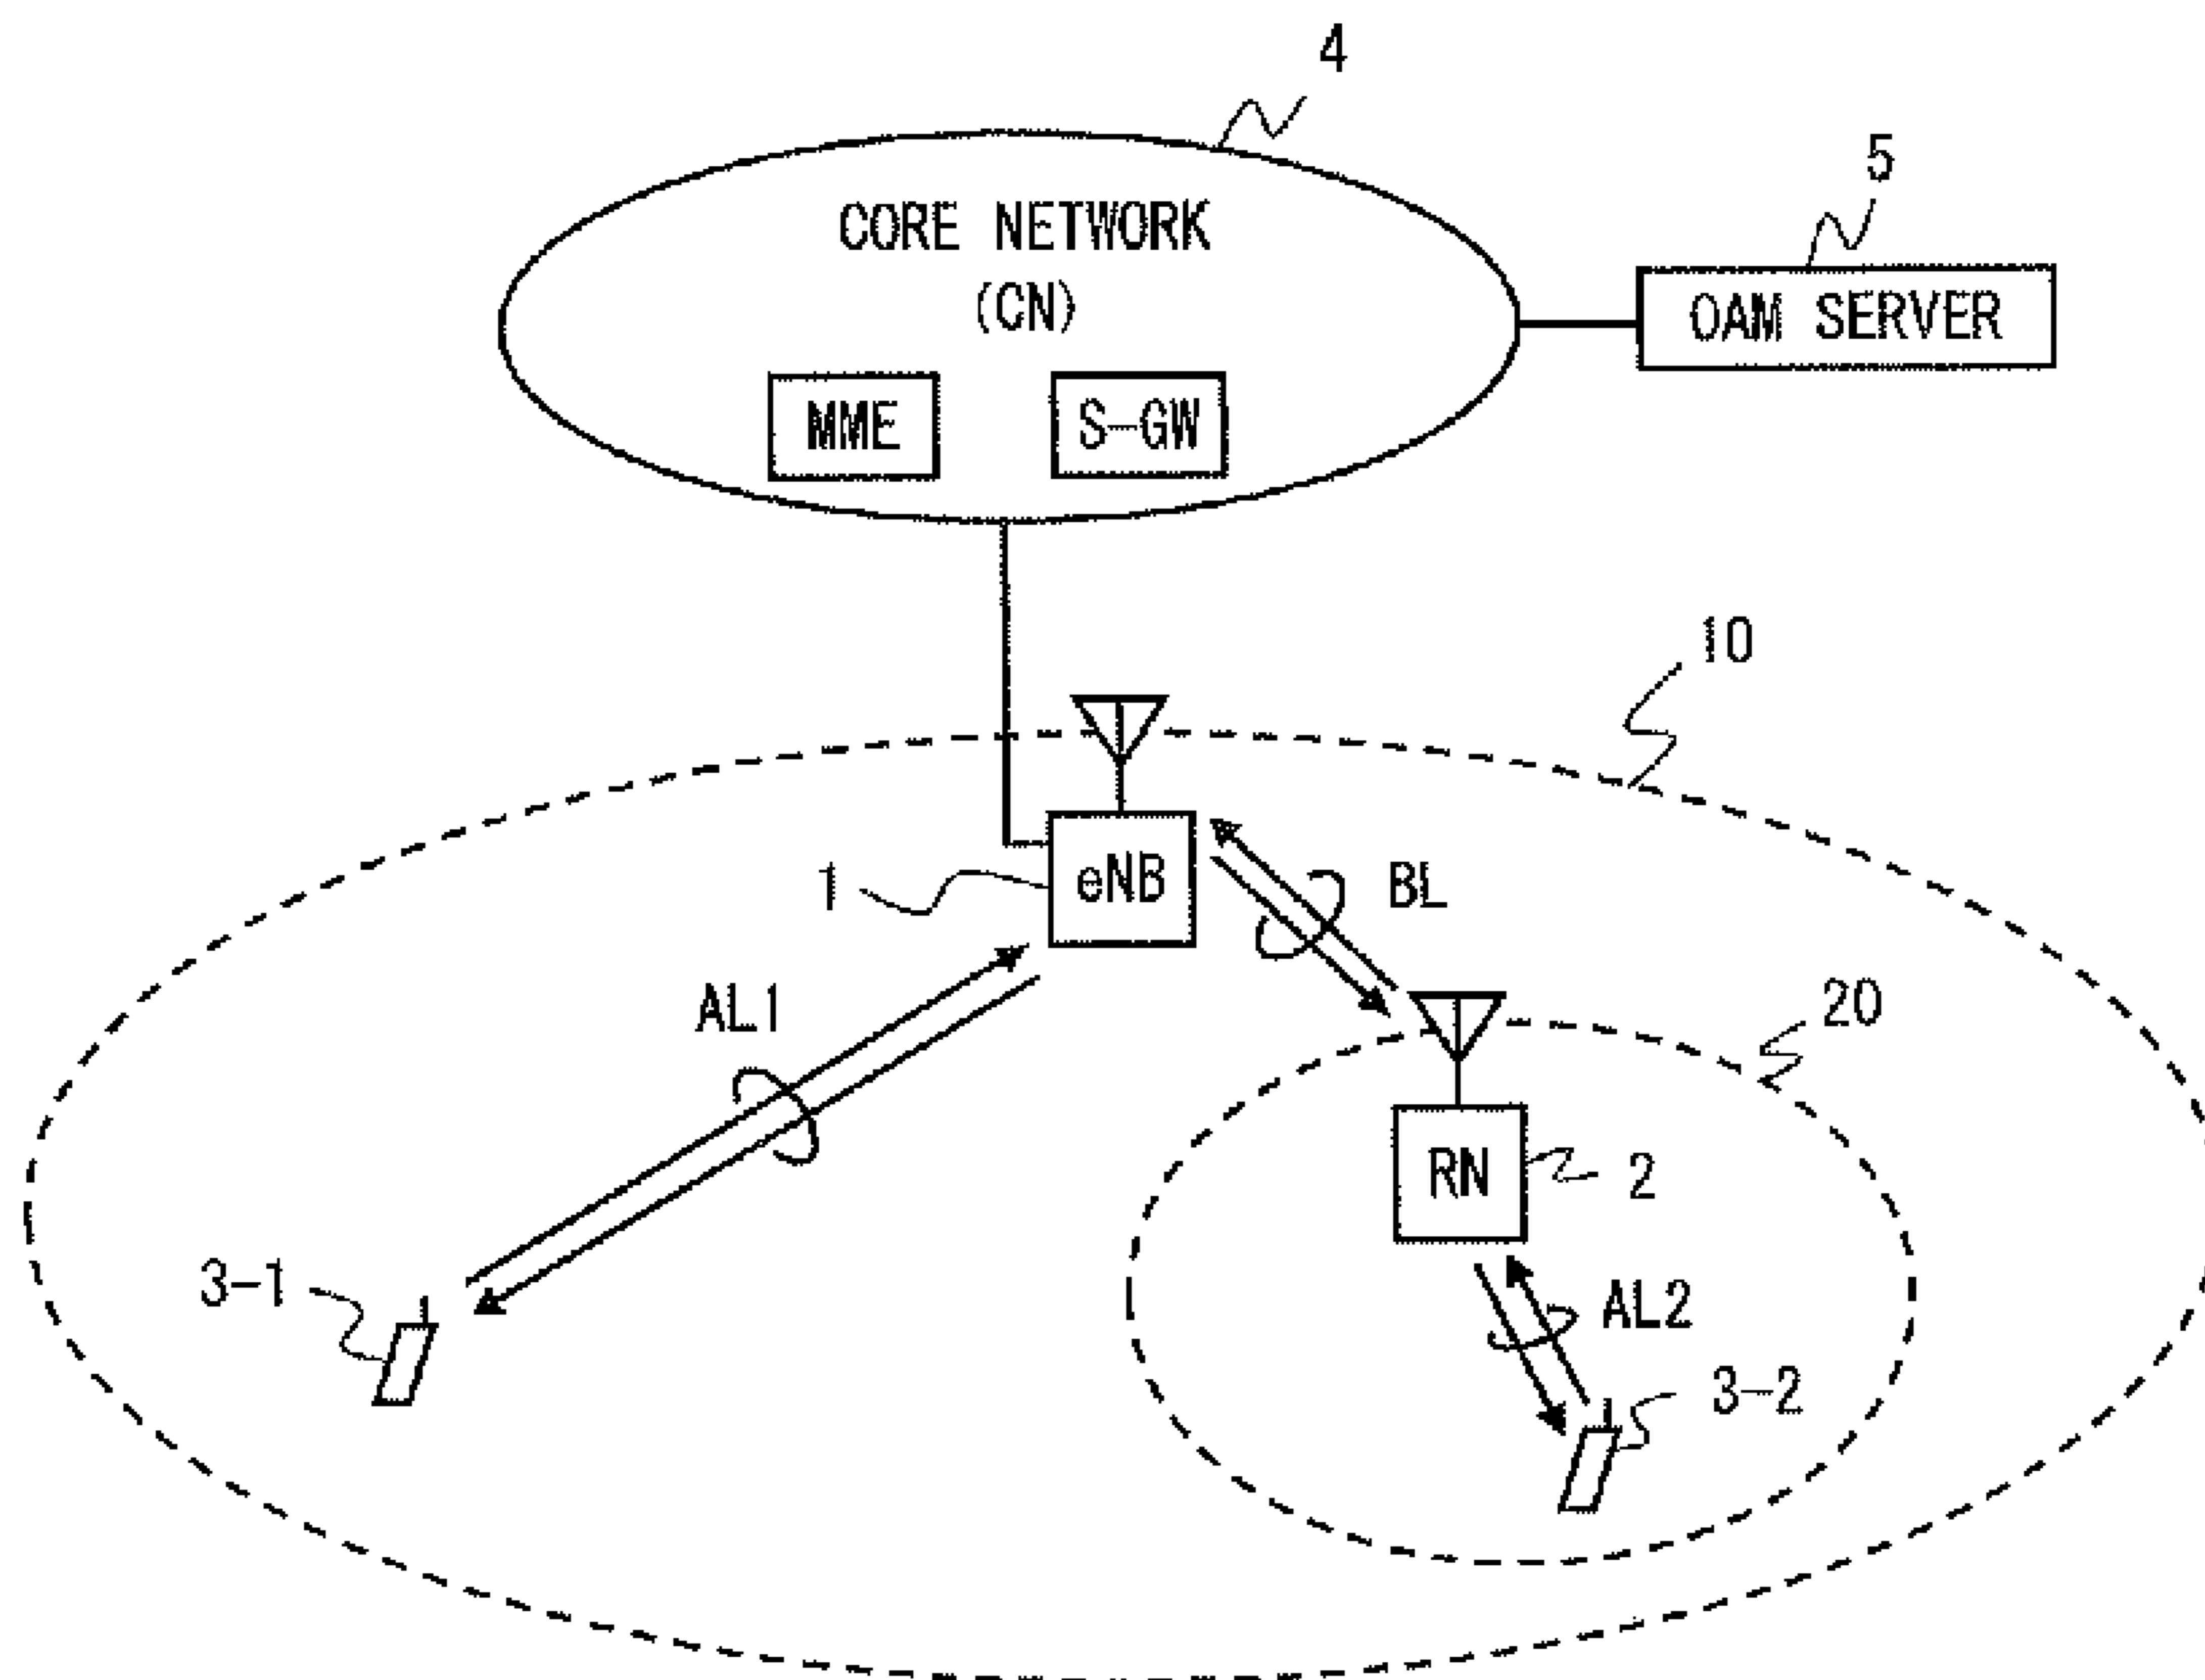 4
5
CORE NETWORK
(CN)
OAM SERVER
MME
S-GW
10
1
eNB
BL
AL1
20
RN
2
3-1
AL2
3-2